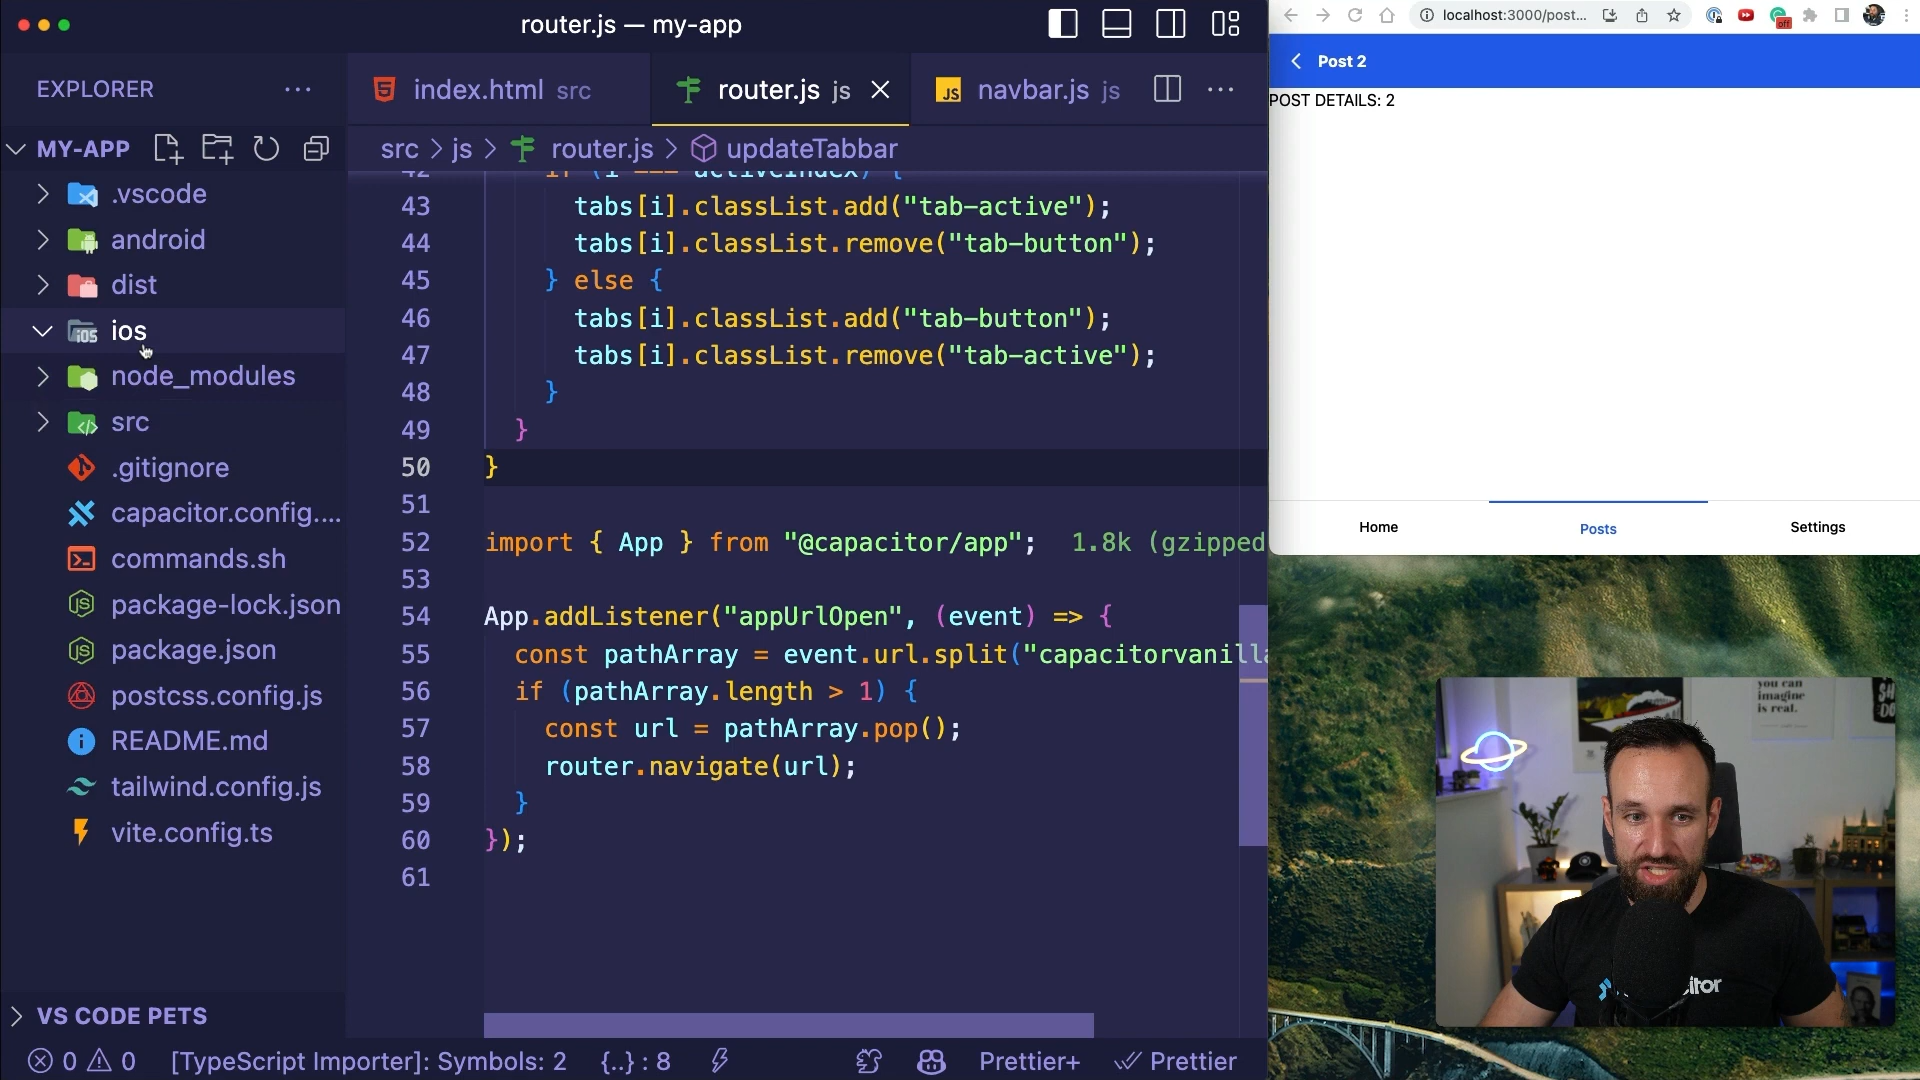 router.js — my-app
EXPLORER
MY-APP
.vscode
android
dist
ios
node_modules
src
.gitignore
capacitor.config....
commands.sh
package-lock.json
package.json
postcss.config.js
README.md
tailwind.config.js
vite.config.ts
VS CODE PETS
index.html src
router.js js
navbar.js js
src > js > router.js > updateTabbar
42 if (i === activeIndex) {
43 tabs[i].classList.add("tab-active");
44 tabs[i].classList.remove("tab-button");
45 } else {
46 tabs[i].classList.add("tab-button");
47 tabs[i].classList.remove("tab-active");
48 }
49 }
50 }
51
52 import { App } from "@capacitor/app"; 1.8k (gzipped
53
54 App.addListener("appUrlOpen", (event) => {
55 const pathArray = event.url.split("capacitorvanilla
56 if (pathArray.length > 1) {
57 const url = pathArray.pop();
58 router.navigate(url);
59 }
60 });
61
0 0 [TypeScript Importer]: Symbols: 2 {..} : 8 Prettier+ Prettier
localhost:3000/post...
off
Post 2
POST DETAILS: 2
Home
Posts
Settings
you can
imagine
is real.